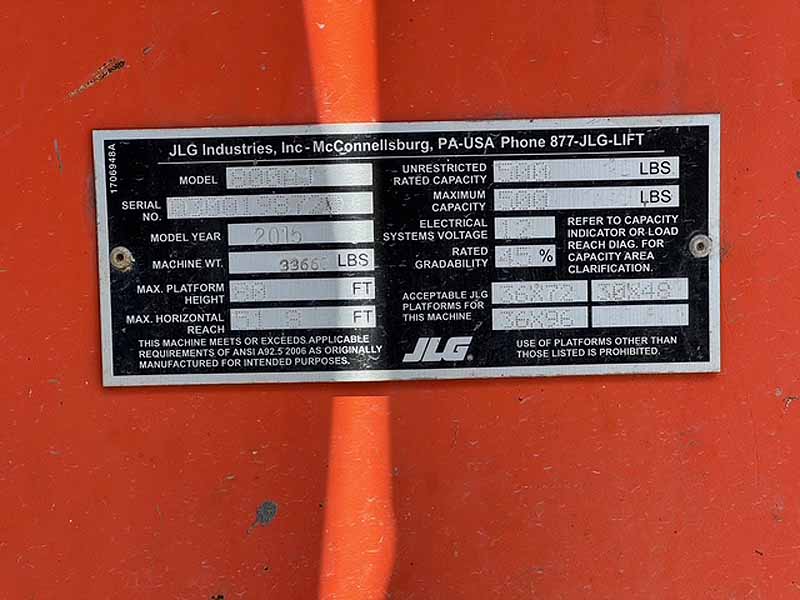 JLG Industries, Inc - McConnellsburg, PA-USA Phone 877-JLG-LIFT
1706948A
MODEL
SERIAL
NO.
MODEL YEAR 2015
MACHINE WT. LBS
MAX. PLATFORM
HEIGHT FT
MAX. HORIZONTAL
REACH FT
THIS MACHINE MEETS OR EXCEEDS APPLICABLE
REQUIREMENTS OF ANSI A92.5 2006 AS ORIGINALLY
MANUFACTURED FOR INTENDED PURPOSES.
UNRESTRICTED
RATED CAPACITY 500 LBS
MAXIMUM
CAPACITY 500 LBS
ELECTRICAL
SYSTEMS VOLTAGE 12
RATED
GRADABILITY 45 %
REFER TO CAPACITY
INDICATOR OR LOAD
REACH DIAG. FOR
CAPACITY AREA
CLARIFICATION.
ACCEPTABLE JLG
PLATFORMS FOR
THIS MACHINE
36X72 30X48
36X96
JLG
USE OF PLATFORMS OTHER THAN
THOSE LISTED IS PROHIBITED.